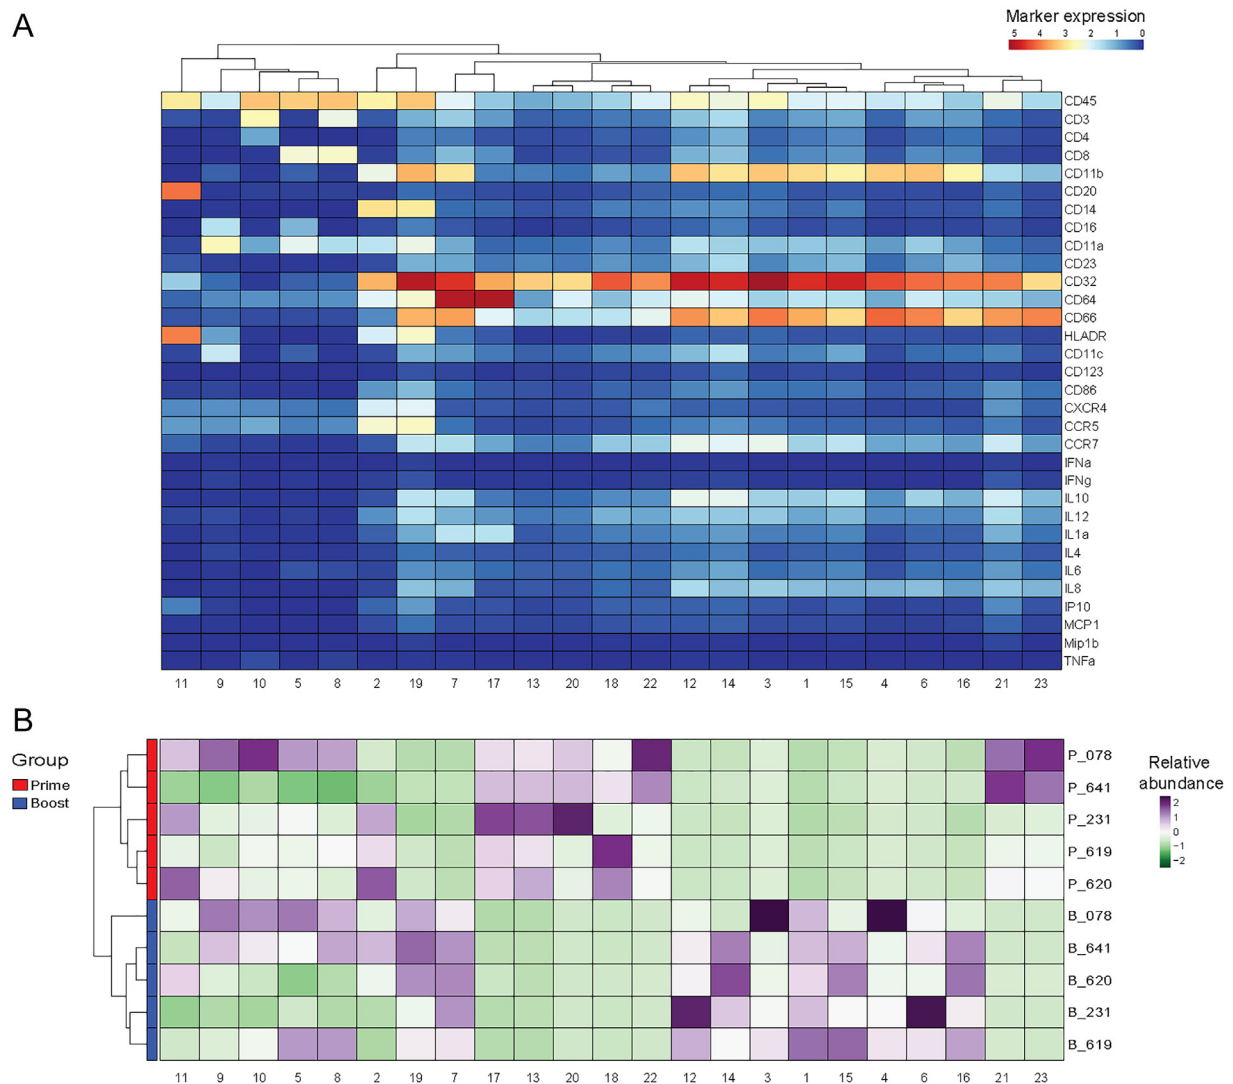 A
Marker expression
5 4 3 2 1 0
CD45
CD3
CD4
CD8
CD11b
CD20
CD14
CD16
CD11a
CD23
CD32
CD64
CD66
HLADR
CD11c
CD123
CD86
CXCR4
CCR5
CCR7
IFNa
IFNg
IL10
IL12
IL1a
IL4
IL6
IL8
IP10
MCP1
Mip1b
TNFa
11 9 10 5 8 2 19 7 17 13 20 18 22 12 14 3 1 15 4 6 16 21 23
B
Group
Prime
Boost
P_078
P_641
P_231
P_619
P_620
B_078
B_641
B_620
B_231
B_619
Relative
abundance
2
1
0
−1
−2
11 9 10 5 8 2 19 7 17 13 20 18 22 12 14 3 1 15 4 6 16 21 23